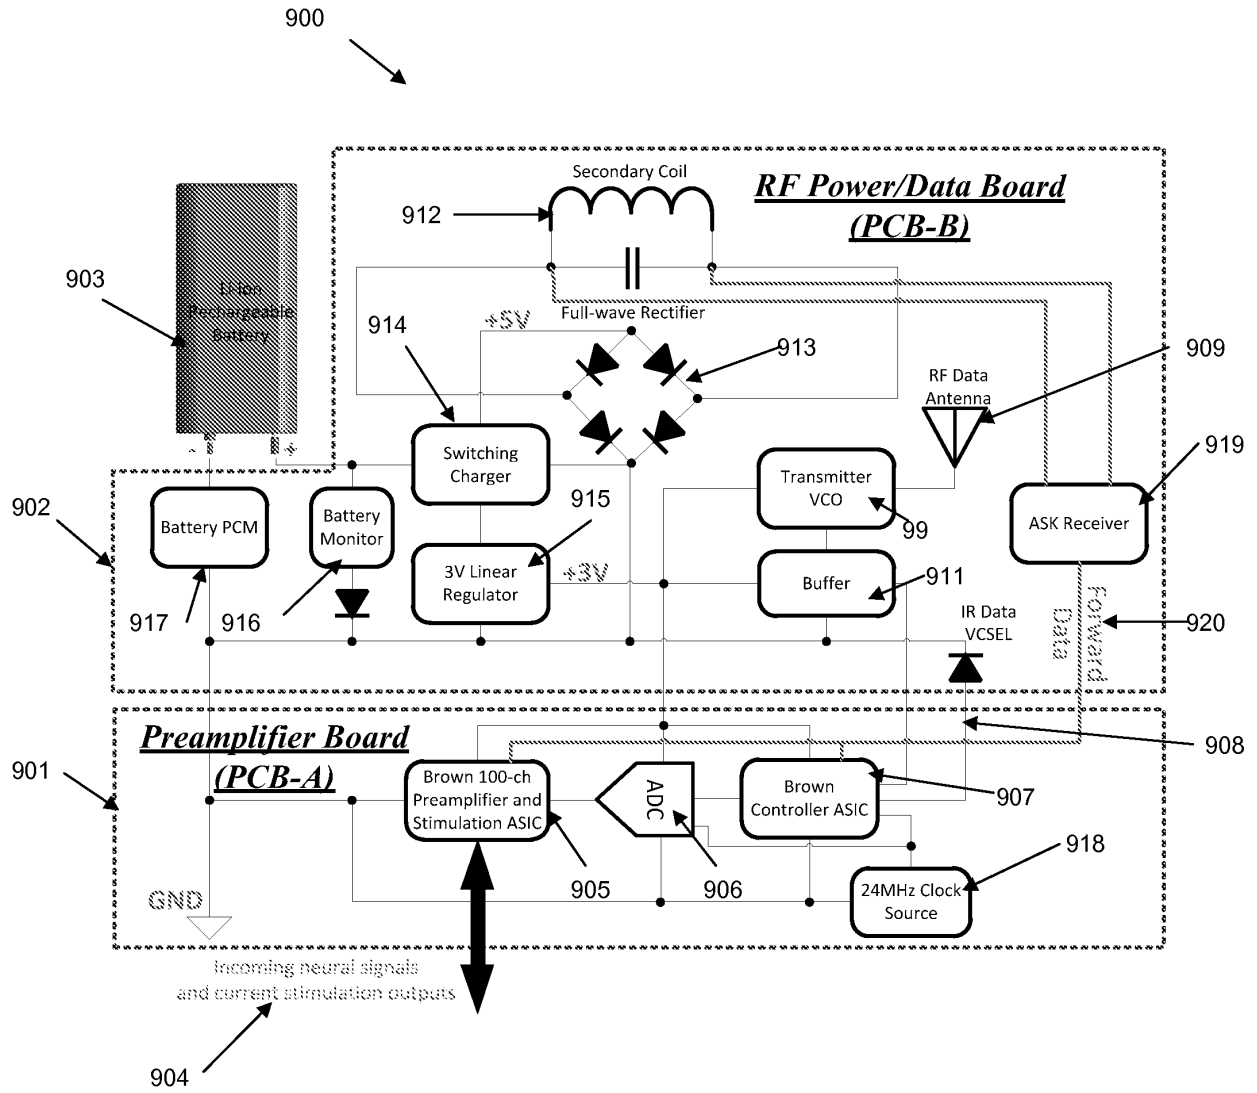 900
Secondary Coil
RF Power/Data Board
(PCB-B)
912
903
Li-Ion
Rechargeable
Battery
914
+5V
Full-wave Rectifier
913
909
RF Data
Antenna
- +
Switching
Charger
919
902
Battery PCM
Battery
Monitor
915
Transmitter
VCO
99
ASK Receiver
3V Linear
Regulator
+3V
Buffer
911
917
916
IR Data
VCSEL
Forward
Data
920
Preamplifier Board
(PCB-A)
901
908
Brown 100-ch
Preamplifier and
Stimulation ASIC
ADC
Brown
Controller ASIC
907
918
905
906
24MHz Clock
Source
GND
Incoming neural signals
and current stimulation outputs
904